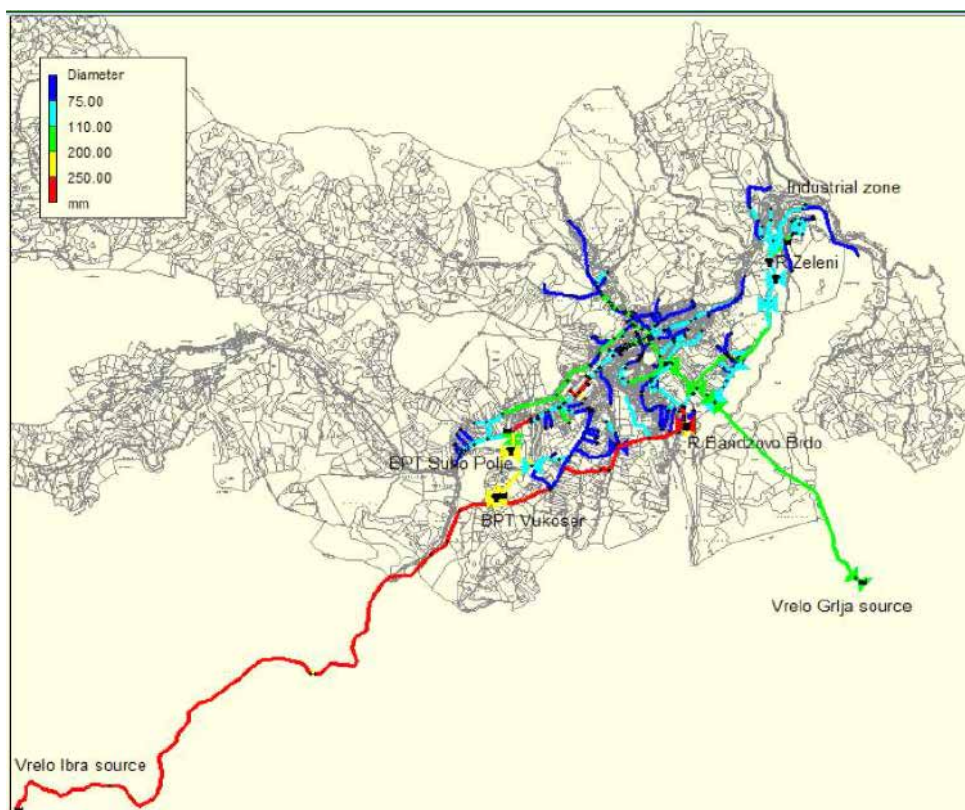 Diameter
75.00
110.00
200.00
250.00
mm
Industrial zone
R Zeleni
R Bandzovo Brdo
BPT Suho Polje
BPT Vukoser
Vrelo Grlja source
Vrelo Ibra source